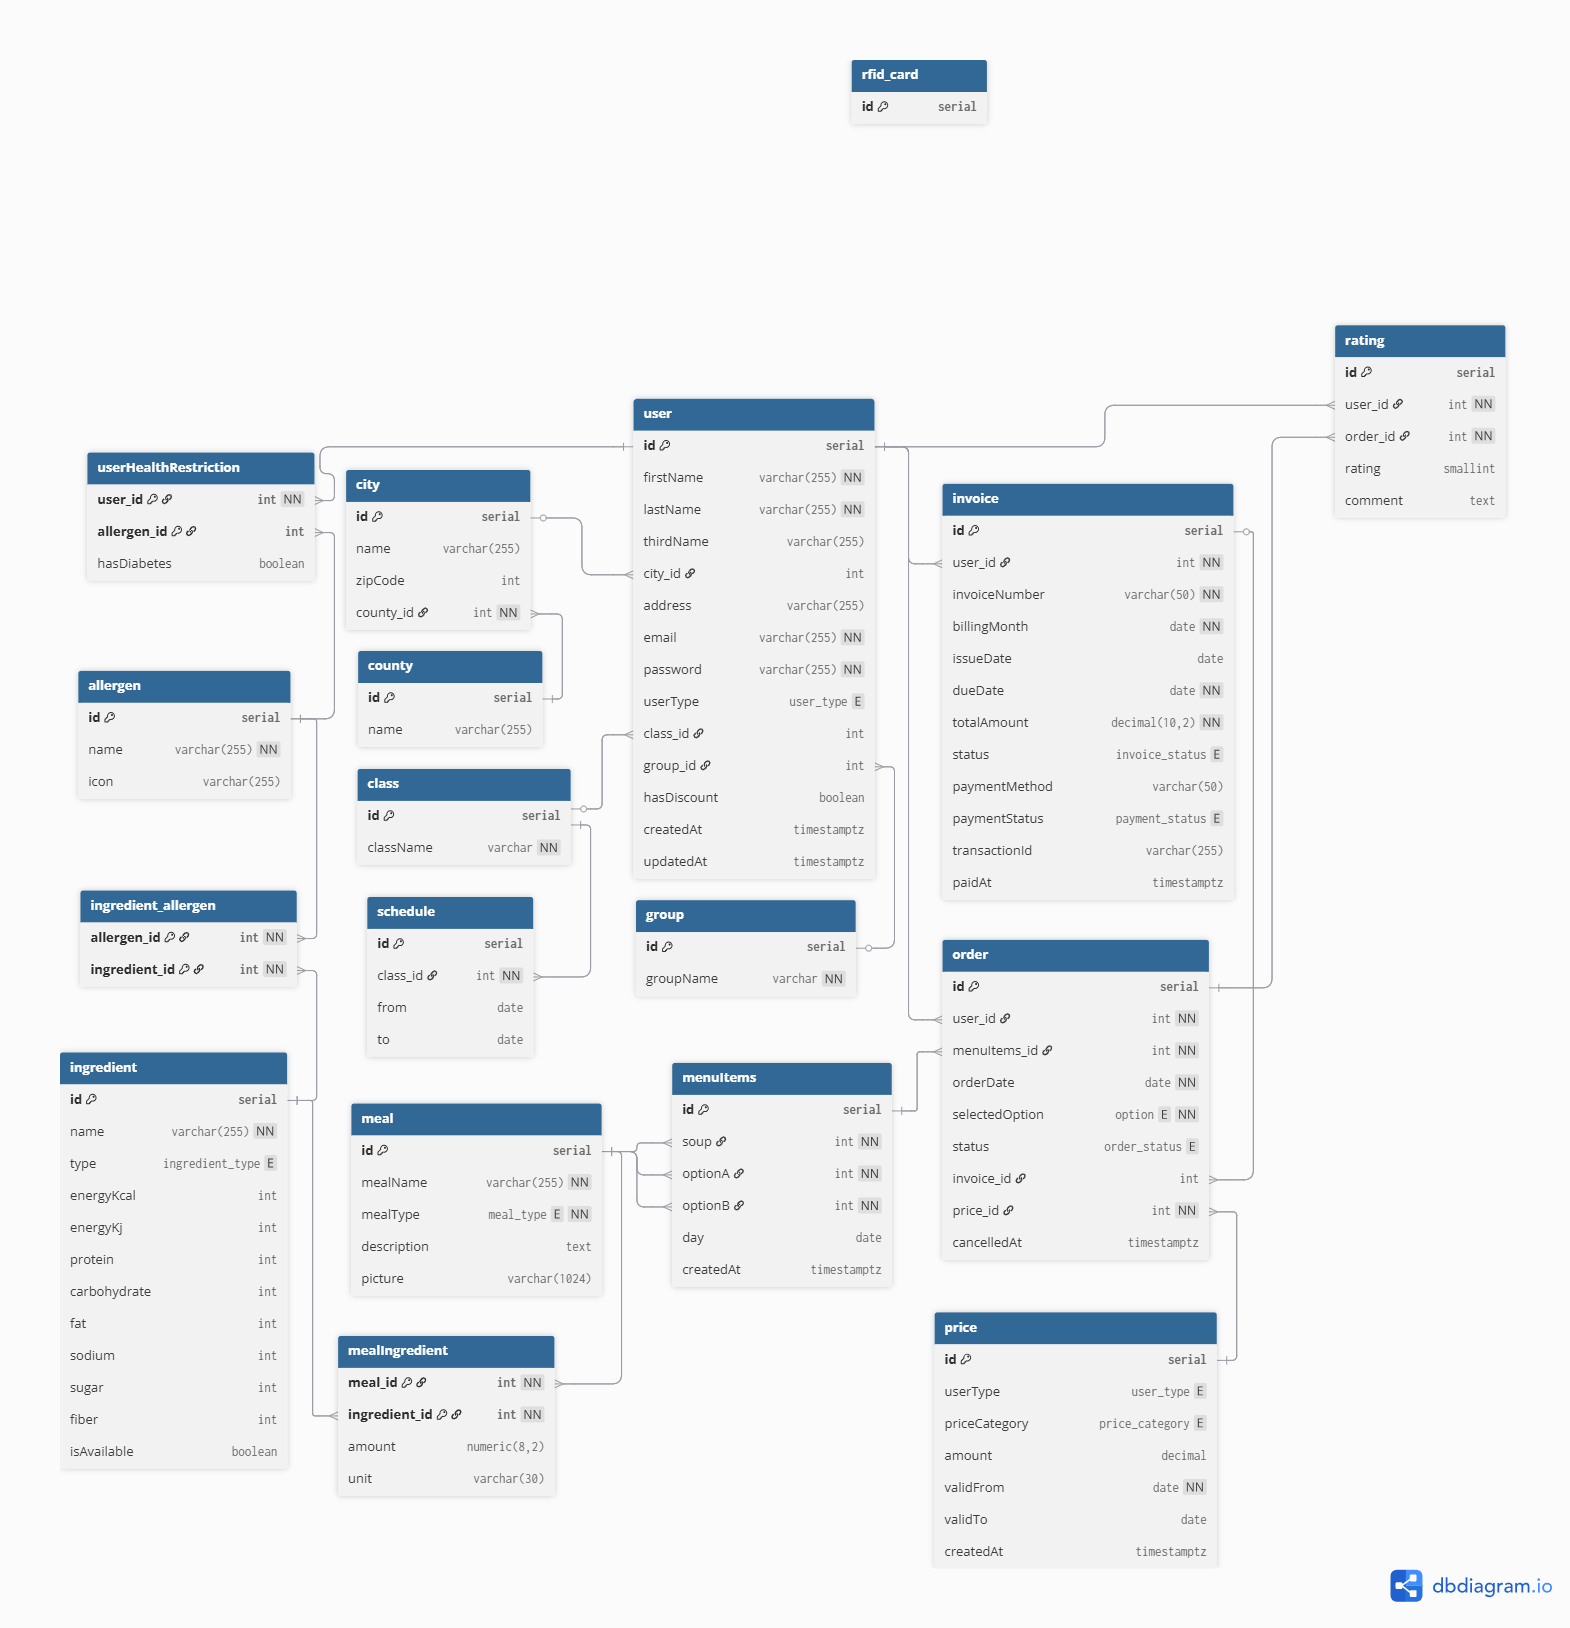 rfid_card
id serial
rating
id serial
user_id int NN
order_id int NN
rating smallint
comment text
user
id serial
firstName varchar(255) NN
lastName varchar(255) NN
thirdName varchar(255)
city_id int
address varchar(255)
email varchar(255) NN
password varchar(255) NN
userType user_type E
class_id int
group_id int
hasDiscount boolean
createdAt timestamptz
updatedAt timestamptz
userHealthRestriction
user_id int NN
allergen_id int
hasDiabetes boolean
city
id serial
name varchar(255)
zipCode int
county_id int NN
invoice
id serial
user_id int NN
invoiceNumber varchar(50) NN
billingMonth date NN
issueDate date
dueDate date NN
totalAmount decimal(10,2) NN
status invoice_status E
paymentMethod varchar(50)
paymentStatus payment_status E
transactionId varchar(255)
paidAt timestamptz
county
id serial
name varchar(255)
allergen
id serial
name varchar(255) NN
icon varchar(255)
class
id serial
className varchar NN
ingredient_allergen
allergen_id int NN
ingredient_id int NN
schedule
id serial
class_id int NN
from date
to date
group
id serial
groupName varchar NN
order
id serial
user_id int NN
menuItems_id int NN
orderDate date NN
selectedOption option E NN
status order_status E
invoice_id int
price_id int NN
cancelledAt timestamptz
ingredient
id serial
name varchar(255) NN
type ingredient_type E
energyKcal int
energyKj int
protein int
carbohydrate int
fat int
sodium int
sugar int
fiber int
isAvailable boolean
meal
id serial
mealName varchar(255) NN
mealType meal_type E NN
description text
picture varchar(1024)
menuItems
id serial
soup int NN
optionA int NN
optionB int NN
day date
createdAt timestamptz
mealIngredient
meal_id int NN
ingredient_id int NN
amount numeric(8,2)
unit varchar(30)
price
id serial
userType user_type E
priceCategory price_category E
amount decimal
validFrom date NN
validTo date
createdAt timestamptz
dbdiagram.io